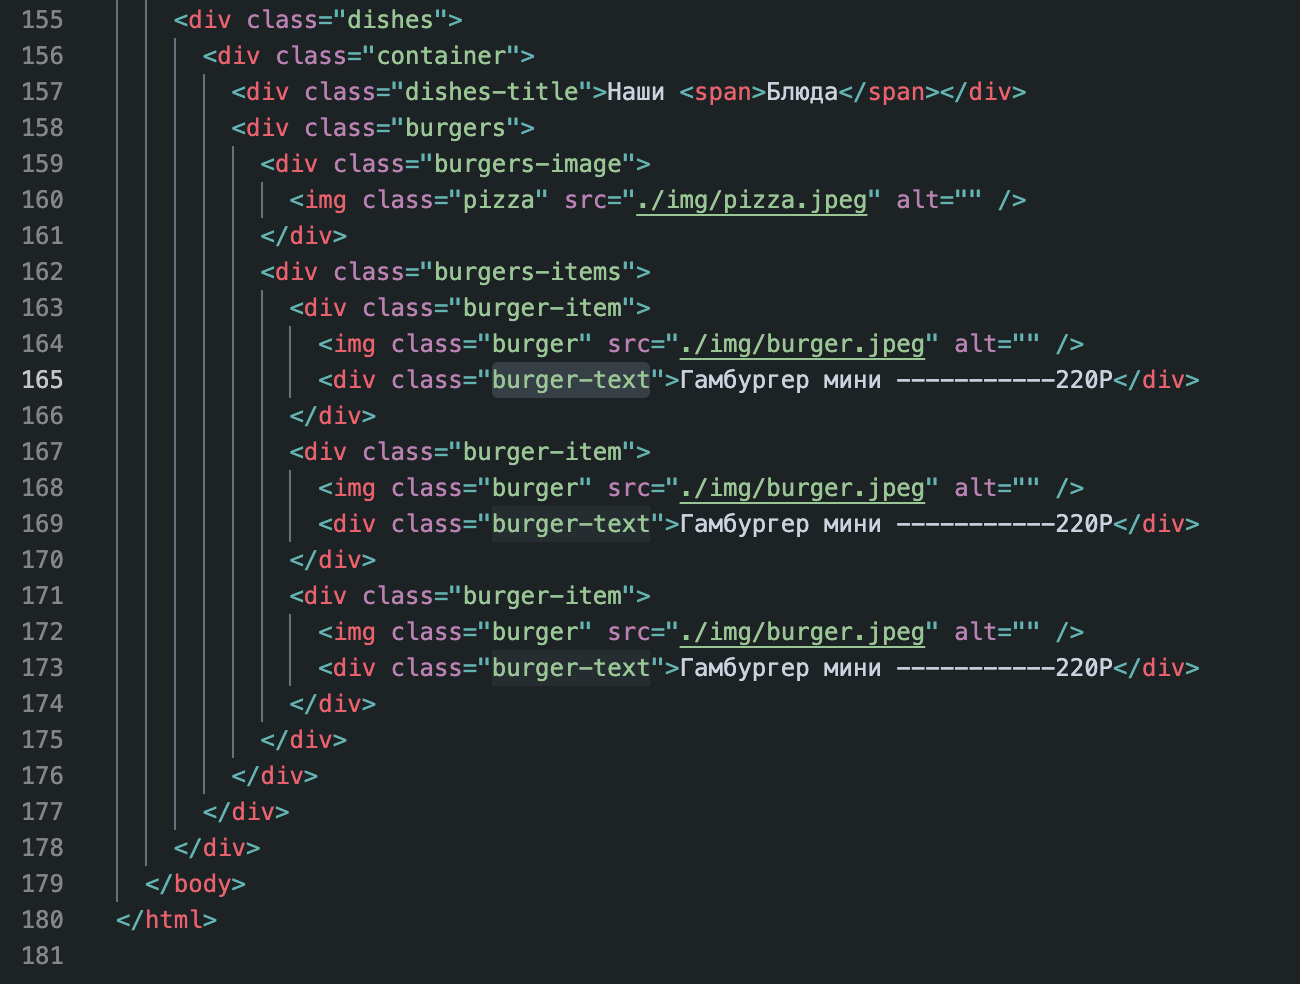 155 <div class="dishes">
156 <div class="container">
157 <div class="dishes-title">Наши <span>Блюда</span></div>
158 <div class="burgers">
159 <div class="burgers-image">
160 <img class="pizza" src="./img/pizza.jpeg" alt="" />
161 </div>
162 <div class="burgers-items">
163 <div class="burger-item">
164 <img class="burger" src="./img/burger.jpeg" alt="" />
165 <div class="burger-text">Гамбургер мини -----------220Р</div>
166 </div>
167 <div class="burger-item">
168 <img class="burger" src="./img/burger.jpeg" alt="" />
169 <div class="burger-text">Гамбургер мини -----------220Р</div>
170 </div>
171 <div class="burger-item">
172 <img class="burger" src="./img/burger.jpeg" alt="" />
173 <div class="burger-text">Гамбургер мини -----------220Р</div>
174 </div>
175 </div>
176 </div>
177 </div>
178 </div>
179 </body>
180 </html>
181